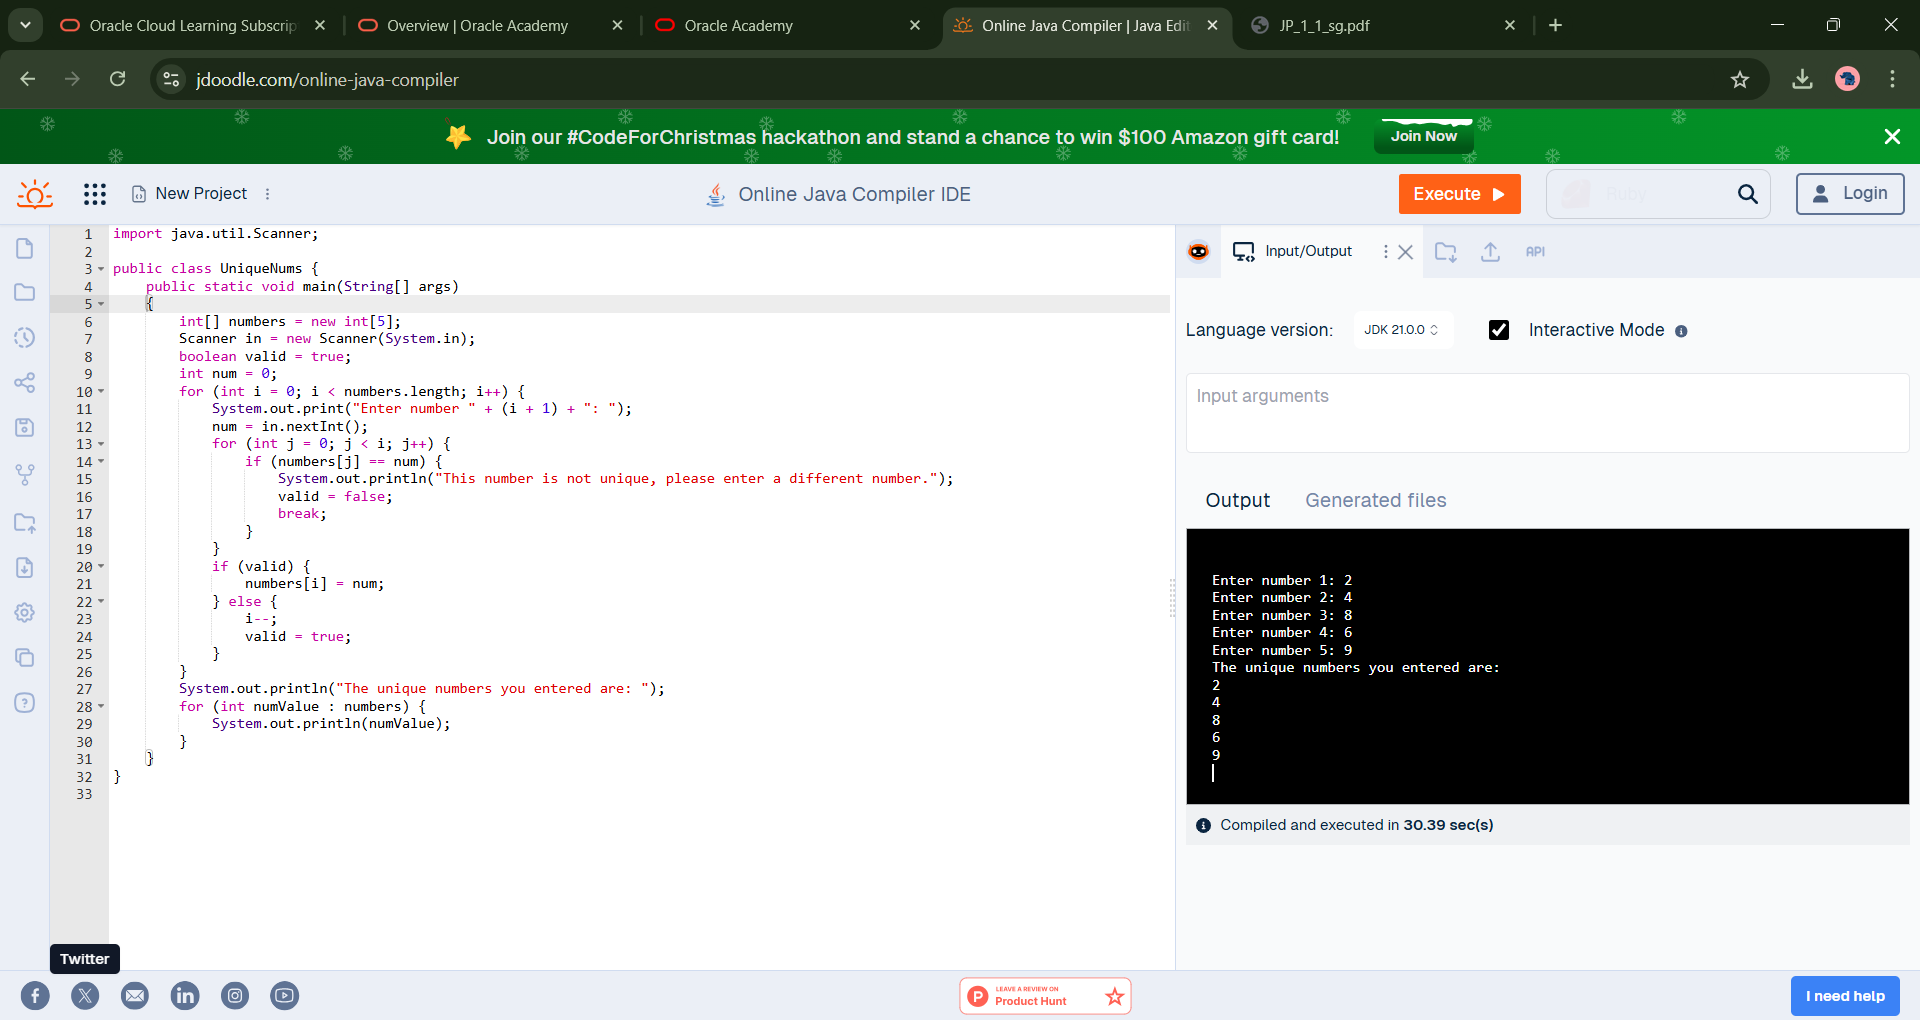 Oracle Cloud Learning Subscrip
Overview | Oracle Academy
Oracle Academy
Online Java Compiler | Java Edit
JP_1_1_sg.pdf
jdoodle.com/online-java-compiler
Join our #CodeForChristmas hackathon and stand a chance to win $100 Amazon gift card!
Join Now
New Project
Online Java Compiler IDE
Execute
Ruby
Login
1 import java.util.Scanner;
2
3 public class UniqueNums {
4 public static void main(String[] args)
5 {
6 int[] numbers = new int[5];
7 Scanner in = new Scanner(System.in);
8 boolean valid = true;
9 int num = 0;
10 for (int i = 0; i < numbers.length; i++) {
11 System.out.print("Enter number " + (i + 1) + ": ");
12 num = in.nextInt();
13 for (int j = 0; j < i; j++) {
14 if (numbers[j] == num) {
15 System.out.println("This number is not unique, please enter a different number.");
16 valid = false;
17 break;
18 }
19 }
20 if (valid) {
21 numbers[i] = num;
22 } else {
23 i--;
24 valid = true;
25 }
26 }
27 System.out.println("The unique numbers you entered are: ");
28 for (int numValue : numbers) {
29 System.out.println(numValue);
30 }
31 }
32 }
33
Input/Output
API
Language version:
JDK 21.0.0
Interactive Mode
Input arguments
Output
Generated files
Enter number 1: 2
Enter number 2: 4
Enter number 3: 8
Enter number 4: 6
Enter number 5: 9
The unique numbers you entered are:
2
4
8
6
9
Compiled and executed in 30.39 sec(s)
Twitter
LEAVE A REVIEW ON
Product Hunt
I need help